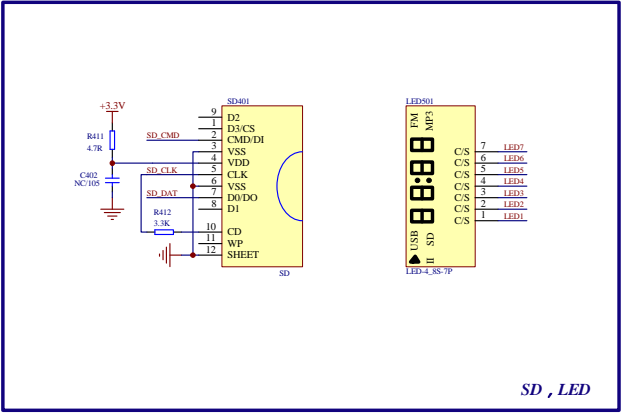 SD401
LED501
+3.3V
R411
4.7R
C402
NC/105
SD_CMD
SD_CLK
SD_DAT
R412
3.3K
9 D2
1 D3/CS
2 CMD/DI
3 VSS
4 VDD
5 CLK
6 VSS
7 D0/DO
8 D1
10 CD
11 WP
12 SHEET
SD
FM
MP3
USB
SD
II
C/S 7 LED7
C/S 6 LED6
C/S 5 LED5
C/S 4 LED4
C/S 3 LED3
C/S 2 LED2
C/S 1 LED1
LED-4_8S-7P
SD , LED